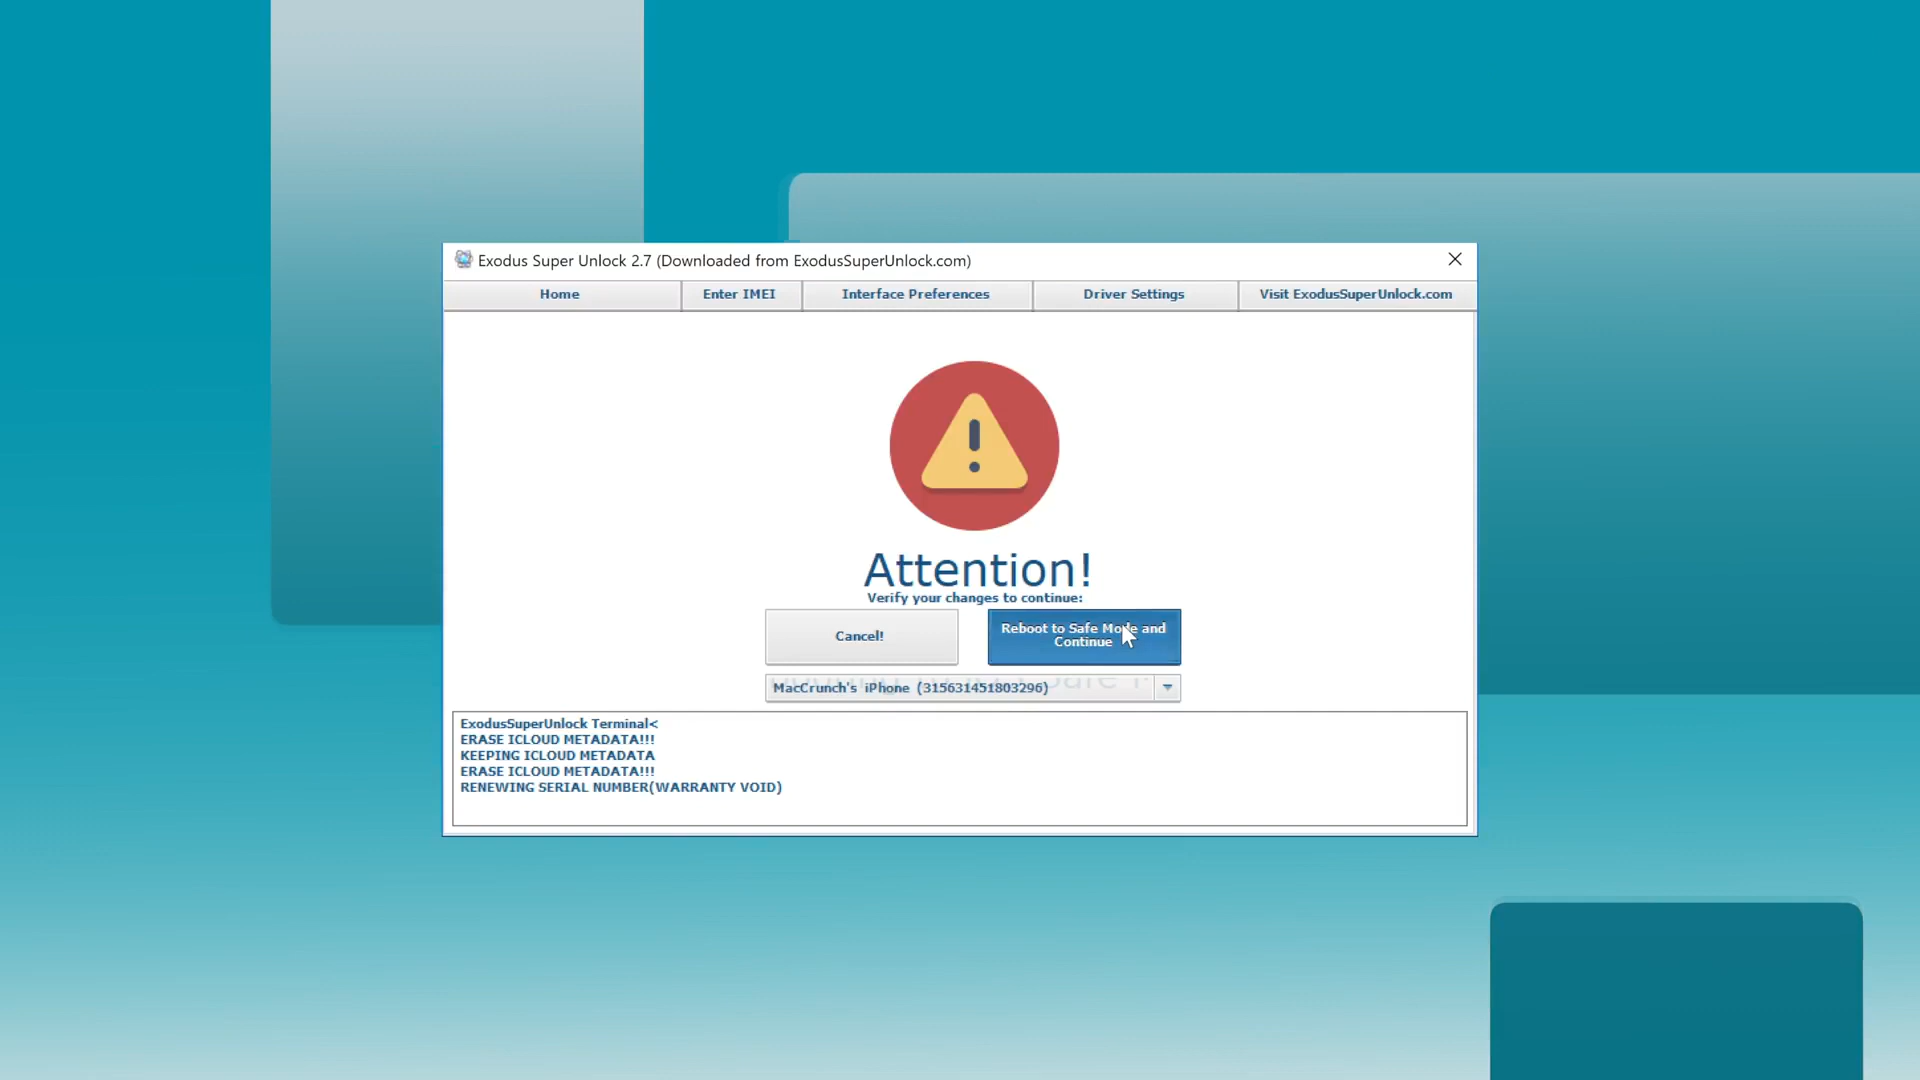 Exodus Super Unlock 2.7 (Downloaded from ExodusSuperUnlock.com)
Home Enter IMEI Interface Preferences Driver Settings Visit ExodusSuperUnlock.com
Attention!
Verify your changes to continue:
Cancel!
Reboot to Safe Mode and
Continue
MacCrunch's iPhone (315631451803296)
ExodusSuperUnlock Terminal<
ERASE ICLOUD METADATA!!!
KEEPING ICLOUD METADATA
ERASE ICLOUD METADATA!!!
RENEWING SERIAL NUMBER(WARRANTY VOID)